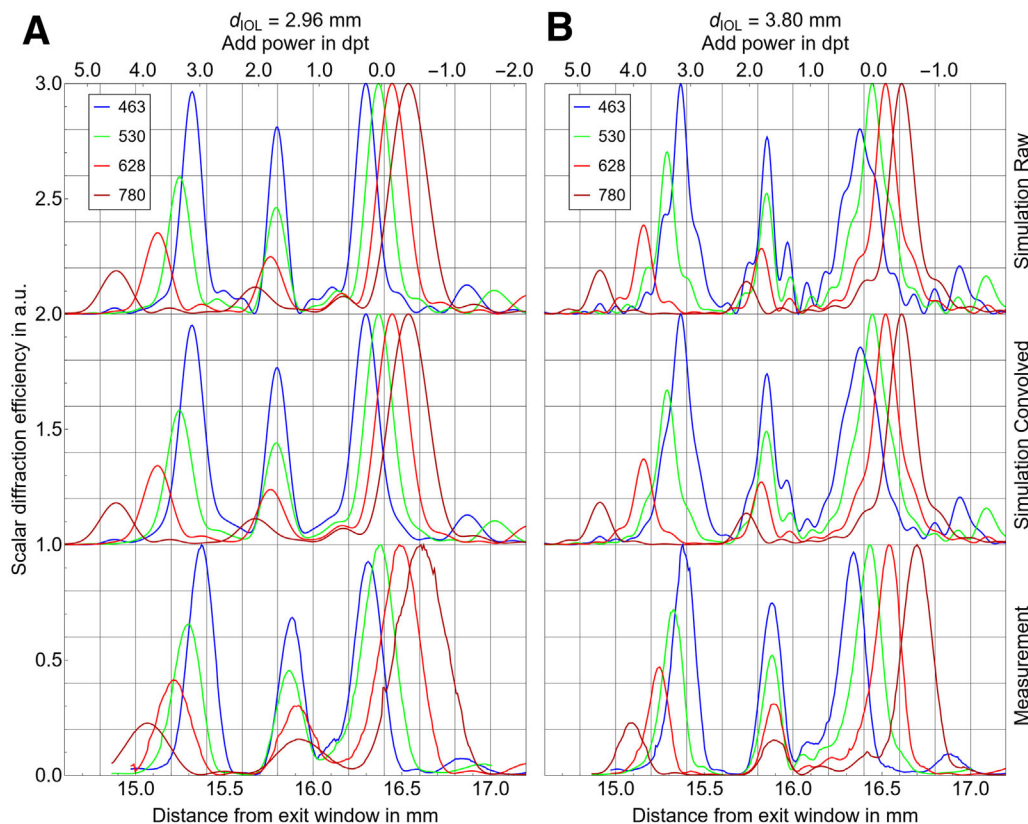 A
d_IOL = 2.96 mm
Add power in dpt
5.0 4.0 3.0 2.0 1.0 0.0 −1.0 −2.0
3.0
463
530
628
780
2.5
2.0
1.5
1.0
0.5
0.0
Scalar diffraction efficiency in a.u.
15.0 15.5 16.0 16.5 17.0
Distance from exit window in mm
B
d_IOL = 3.80 mm
Add power in dpt
5.0 4.0 3.0 2.0 1.0 0.0 −1.0
463
530
628
780
Simulation Raw
Simulation Convolved
Measurement
15.0 15.5 16.0 16.5 17.0
Distance from exit window in mm